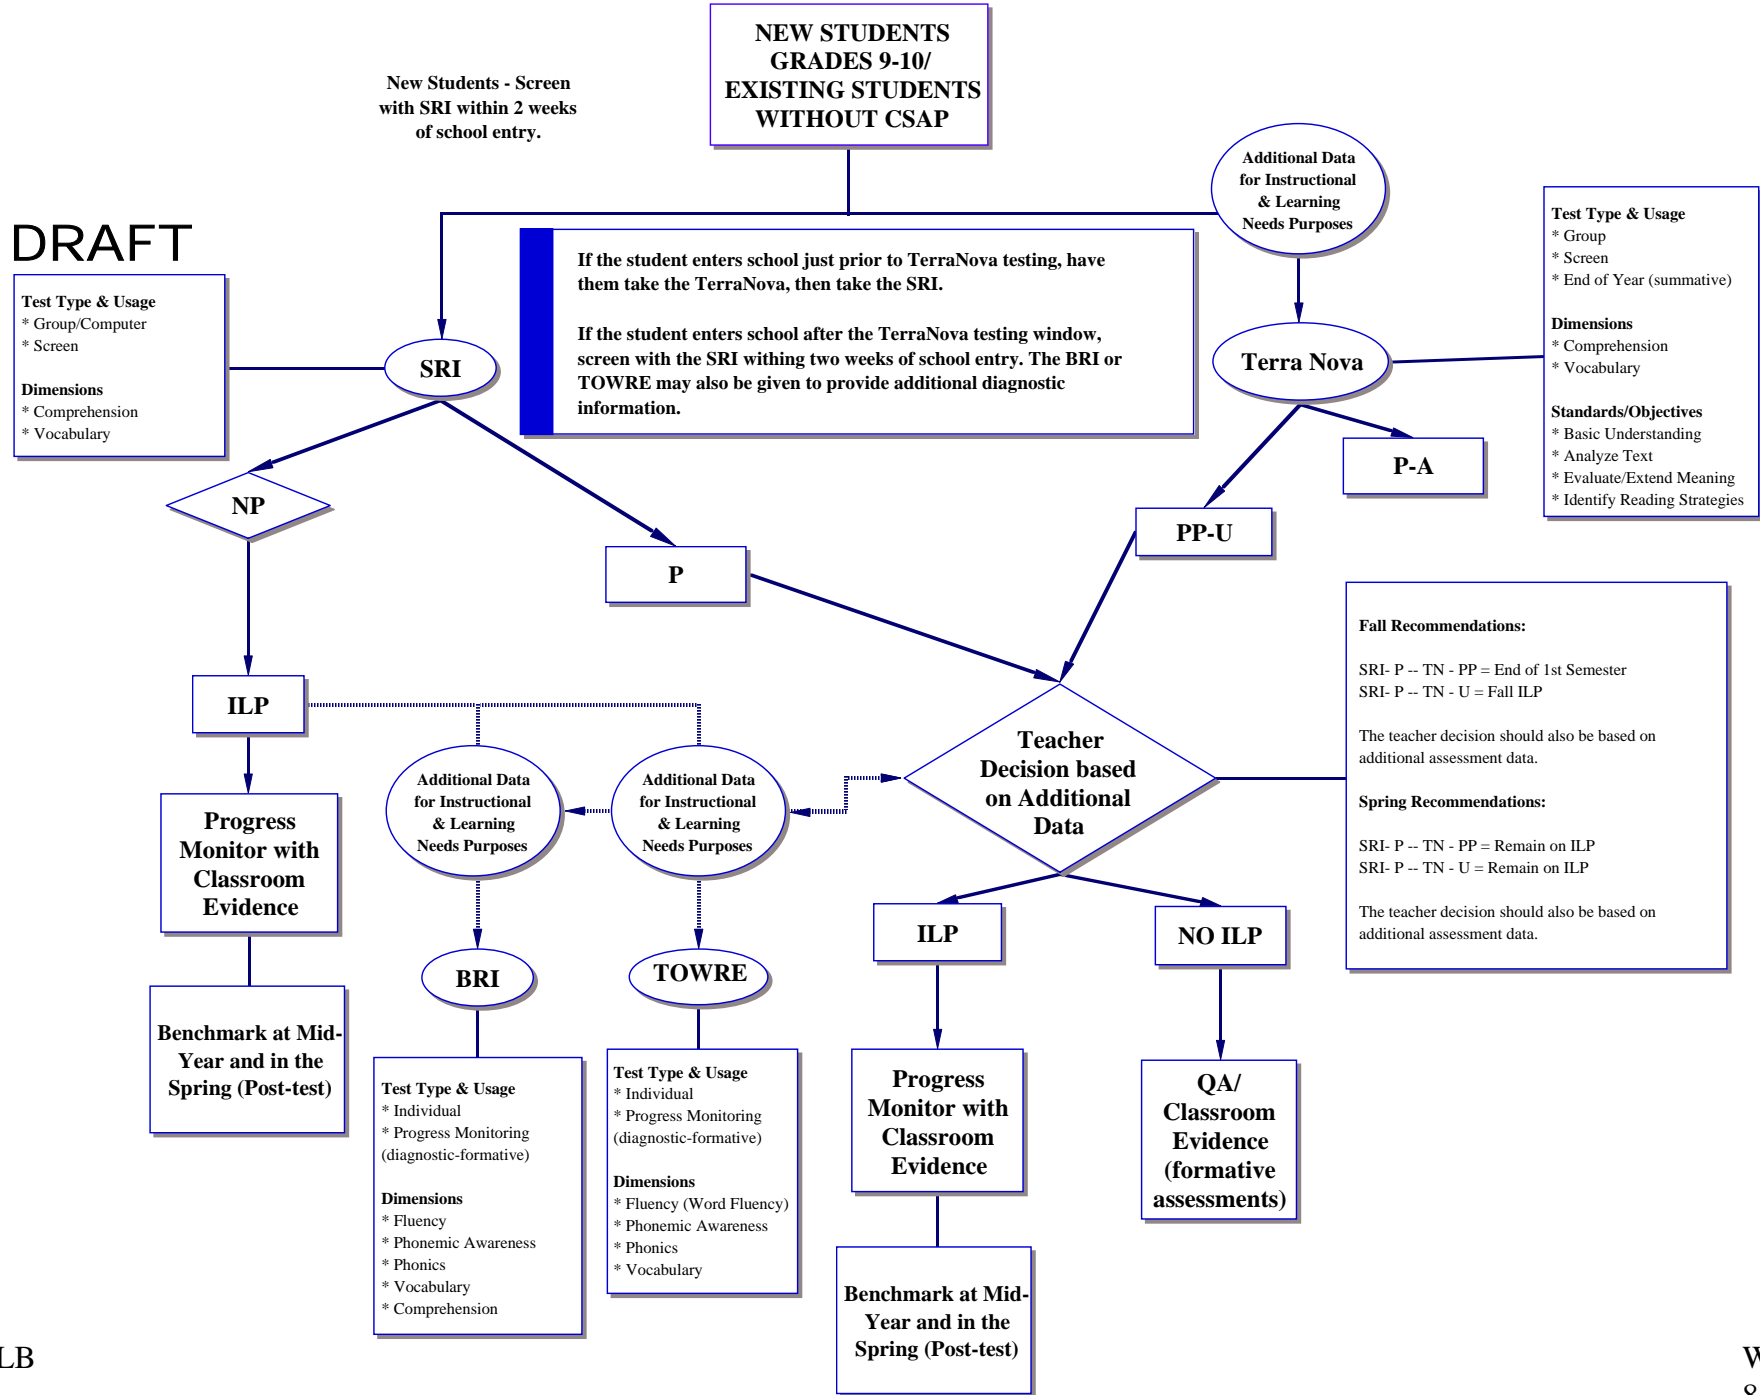 NEW STUDENTS
GRADES 9-10/
EXISTING STUDENTS
WITHOUT CSAP
New Students - Screen
with SRI within 2 weeks
of school entry.
Additional Data
for Instructional
& Learning
Needs Purposes
DRAFT
Test Type & Usage
* Group/Computer
* Screen
Dimensions
* Comprehension
* Vocabulary
SRI
If the student enters school just prior to TerraNova testing, have
them take the TerraNova, then take the SRI.
If the student enters school after the TerraNova testing window,
screen with the SRI withing two weeks of school entry. The BRI or
TOWRE may also be given to provide additional diagnostic
information.
Terra Nova
Test Type & Usage
* Group
* Screen
* End of Year (summative)
Dimensions
* Comprehension
* Vocabulary
Standards/Objectives
* Basic Understanding
* Analyze Text
* Evaluate/Extend Meaning
* Identify Reading Strategies
P-A
NP
PP-U
P
ILP
Teacher
Decision based
on Additional
Data
Fall Recommendations:
SRI- P -- TN - PP = End of 1st Semester
SRI- P -- TN - U = Fall ILP
The teacher decision should also be based on
additional assessment data.
Spring Recommendations:
SRI- P -- TN - PP = Remain on ILP
SRI- P -- TN - U = Remain on ILP
The teacher decision should also be based on
additional assessment data.
Additional Data
for Instructional
& Learning
Needs Purposes
Additional Data
for Instructional
& Learning
Needs Purposes
Progress
Monitor with
Classroom
Evidence
ILP
NO ILP
BRI
TOWRE
Benchmark at Mid-
Year and in the
Spring (Post-test)
Test Type & Usage
* Individual
* Progress Monitoring
(diagnostic-formative)
Dimensions
* Fluency
* Phonemic Awareness
* Phonics
* Vocabulary
* Comprehension
Test Type & Usage
* Individual
* Progress Monitoring
(diagnostic-formative)
Dimensions
* Fluency (Word Fluency)
* Phonemic Awareness
* Phonics
* Vocabulary
Progress
Monitor with
Classroom
Evidence
QA/
Classroom
Evidence
(formative
assessments)
Benchmark at Mid-
Year and in the
Spring (Post-test)
LB
W